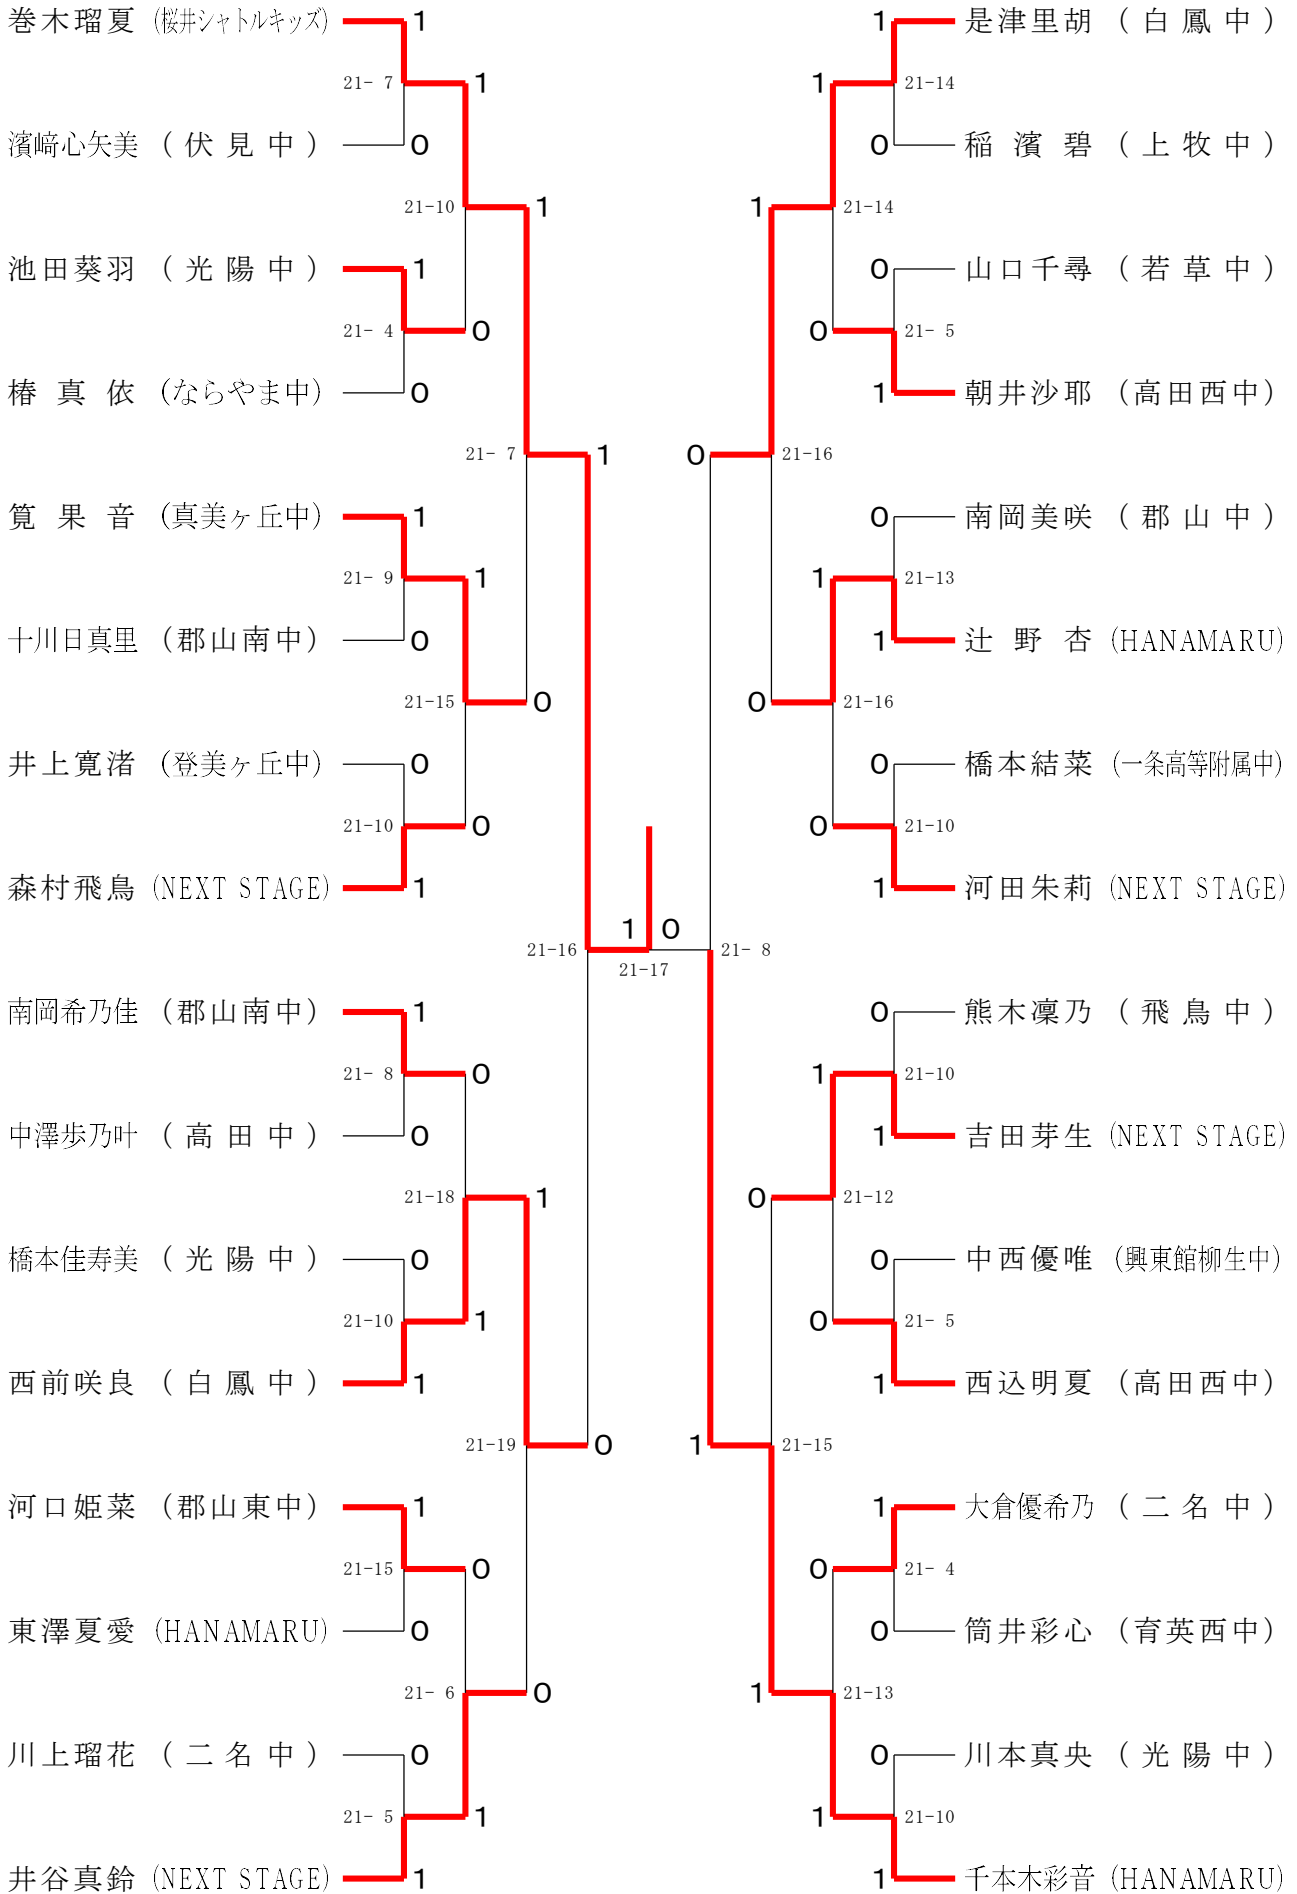 巻木瑠夏 (桜井シャトルキッズ) 1 1 是津里胡 (白鳳中)
21- 7 1 1 21-14
濱﨑心矢美 (伏見中) 0 0 稲濱碧 (上牧中)
21-10 1 1 21-14
池田葵羽 (光陽中) 1 0 山口千尋 (若草中)
21- 4 0 0 21- 5
椿真依 (ならやま中) 0 1 朝井沙耶 (高田西中)
21- 7 1 0 21-16
筧果音 (真美ヶ丘中) 1 0 南岡美咲 (郡山中)
21- 9 1 1 21-13
十川日真里 (郡山南中) 0 1 辻野杏 (HANAMARU)
21-15 0 0 21-16
井上寛渚 (登美ヶ丘中) 0 0 橋本結菜 (一条高等附属中)
21-10 0 0 21-10
森村飛鳥 (NEXT STAGE) 1 1 河田朱莉 (NEXT STAGE)
1 0
21-16 21- 8
21-17
南岡希乃佳 (郡山南中) 1 0 熊木凜乃 (飛鳥中)
21- 8 0 1 21-10
中澤歩乃叶 (高田中) 0 1 吉田芽生 (NEXT STAGE)
21-18 1 0 21-12
橋本佳寿美 (光陽中) 0 0 中西優唯 (興東館柳生中)
21-10 1 0 21- 5
西前咲良 (白鳳中) 1 1 西込明夏 (高田西中)
21-19 0 1 21-15
河口姫菜 (郡山東中) 1 1 大倉優希乃 (二名中)
21-15 0 0 21- 4
東澤夏愛 (HANAMARU) 0 0 筒井彩心 (育英西中)
21- 6 0 1 21-13
川上瑠花 (二名中) 0 0 川本真央 (光陽中)
21- 5 1 1 21-10
井谷真鈴 (NEXT STAGE) 1 1 千本木彩音 (HANAMARU)